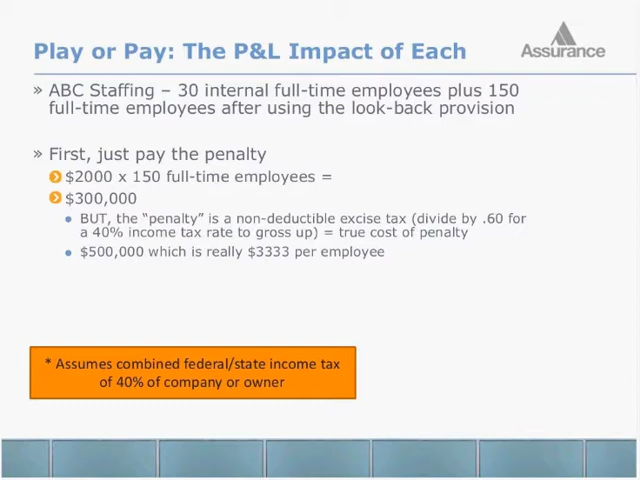 Play or Pay: The P&L Impact of Each
Assurance
» ABC Staffing – 30 internal full-time employees plus 150
full-time employees after using the look-back provision
» First, just pay the penalty
$2000 x 150 full-time employees =
$300,000
• BUT, the “penalty” is a non-deductible excise tax (divide by .60 for
a 40% income tax rate to gross up) = true cost of penalty
• $500,000 which is really $3333 per employee
* Assumes combined federal/state income tax
of 40% of company or owner